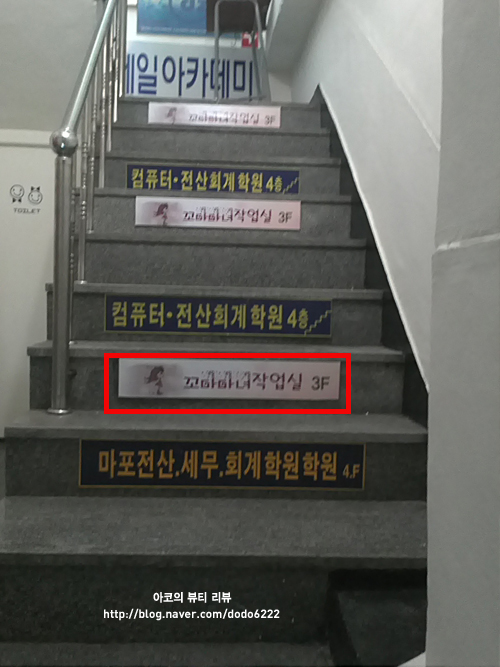 에일아카데미
꼬마마녀작업실 3F
컴퓨터·전산회계학원 4층
꼬마마녀작업실 3F
TOILET
컴퓨터·전산회계학원 4층
꼬마마녀작업실 3F
마포전산.세무.회계학원학원 4.F
아코의 뷰티 리뷰
http://blog.naver.com/dodo6222